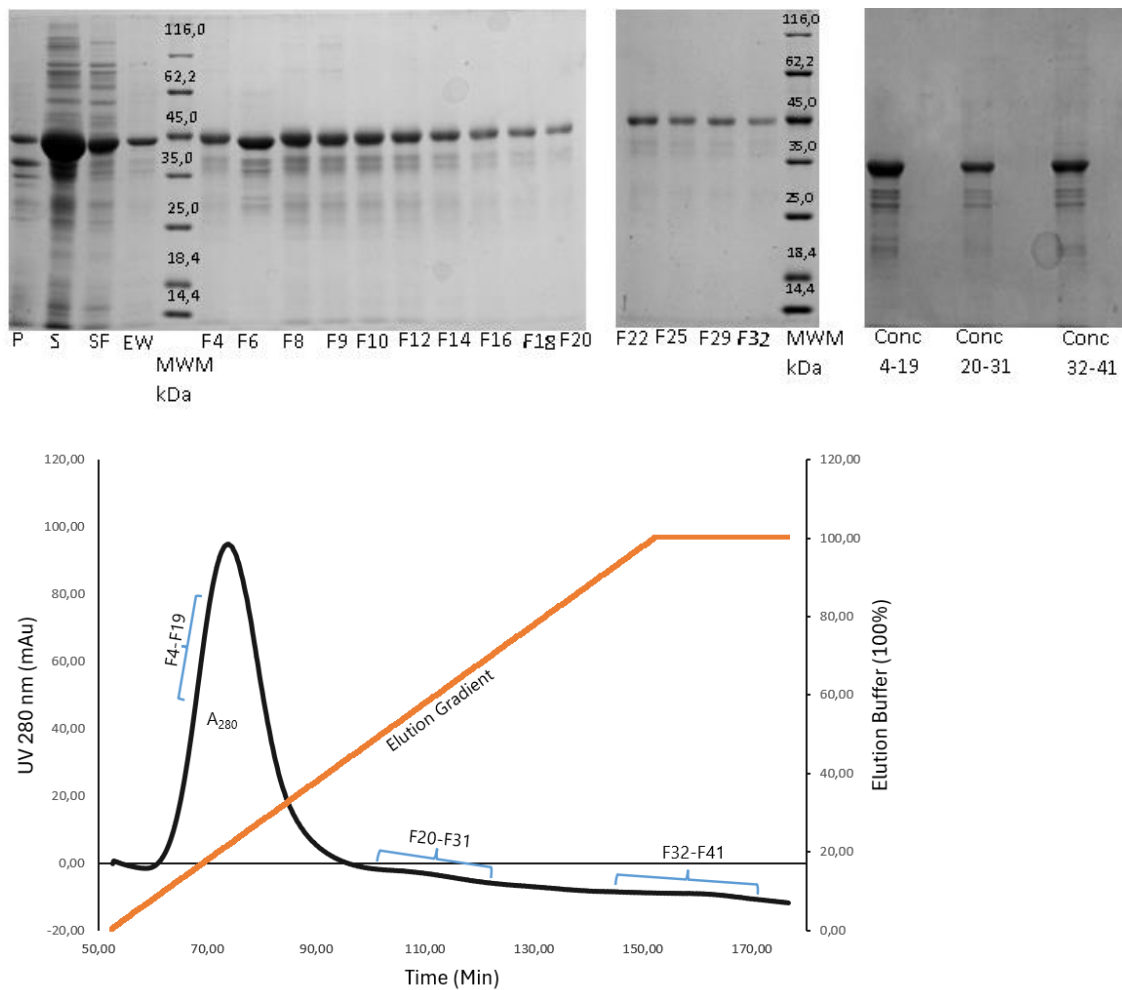 116,0
62,2
45,0
35,0
25,0
18,4
14,4
P S SF EW F4 F6 F8 F9 F10 F12 F14 F16 F18 F20
MWM
kDa
116,0
62,2
45,0
35,0
25,0
18,4
14,4
F22 F25 F29 F32 MWM
kDa
Conc Conc Conc
4-19 20-31 32-41
120,00
100,00
80,00
60,00
40,00
20,00
0,00
-20,00
UV 280 nm (mAu)
F4-F19
A280
Elution Gradient
F20-F31
F32-F41
120,00
100,00
80,00
60,00
40,00
20,00
0,00
Elution Buffer (100%)
50,00 70,00 90,00 110,00 130,00 150,00 170,00
Time (Min)